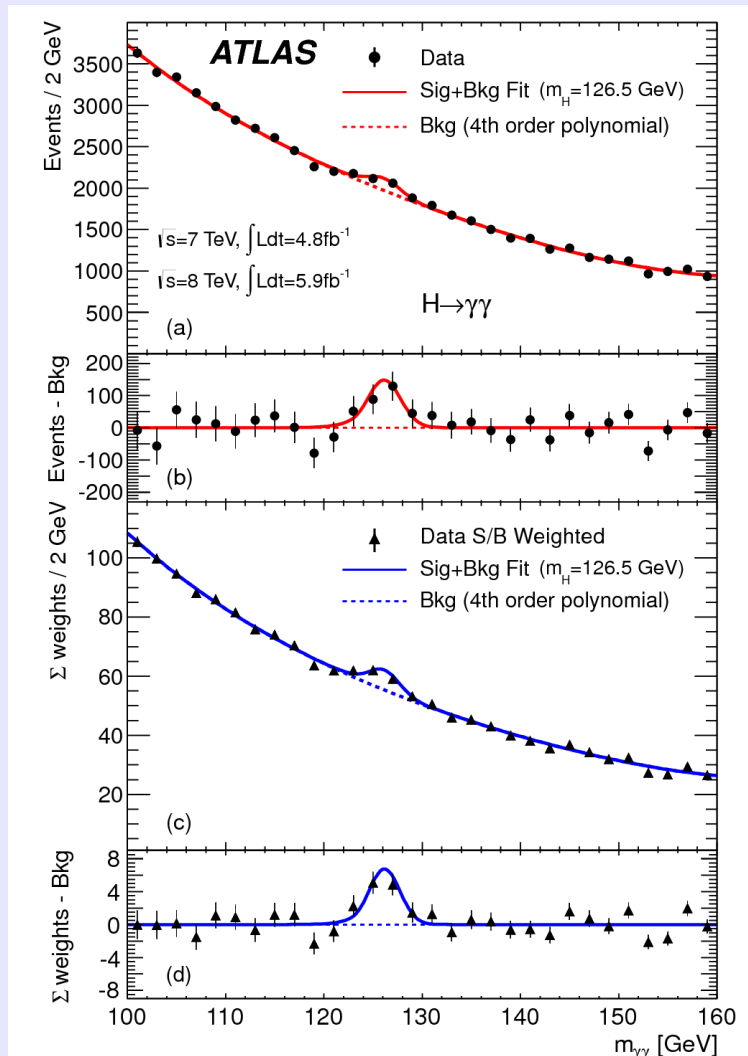 ATLAS
Data
Sig+Bkg Fit (mH=126.5 GeV)
Bkg (4th order polynomial)
Events / 2 GeV
3500
3000
2500
2000
1500
1000
500
√s=7 TeV, ∫Ldt=4.8fb-1
√s=8 TeV, ∫Ldt=5.9fb-1
H→γγ
(a)
Events - Bkg
200
100
0
-100
-200
(b)
Σ weights / 2 GeV
100
80
60
40
20
Data S/B Weighted
Sig+Bkg Fit (mH=126.5 GeV)
Bkg (4th order polynomial)
(c)
Σ weights - Bkg
8
4
0
-4
-8
(d)
100 110 120 130 140 150 160
mγγ [GeV]